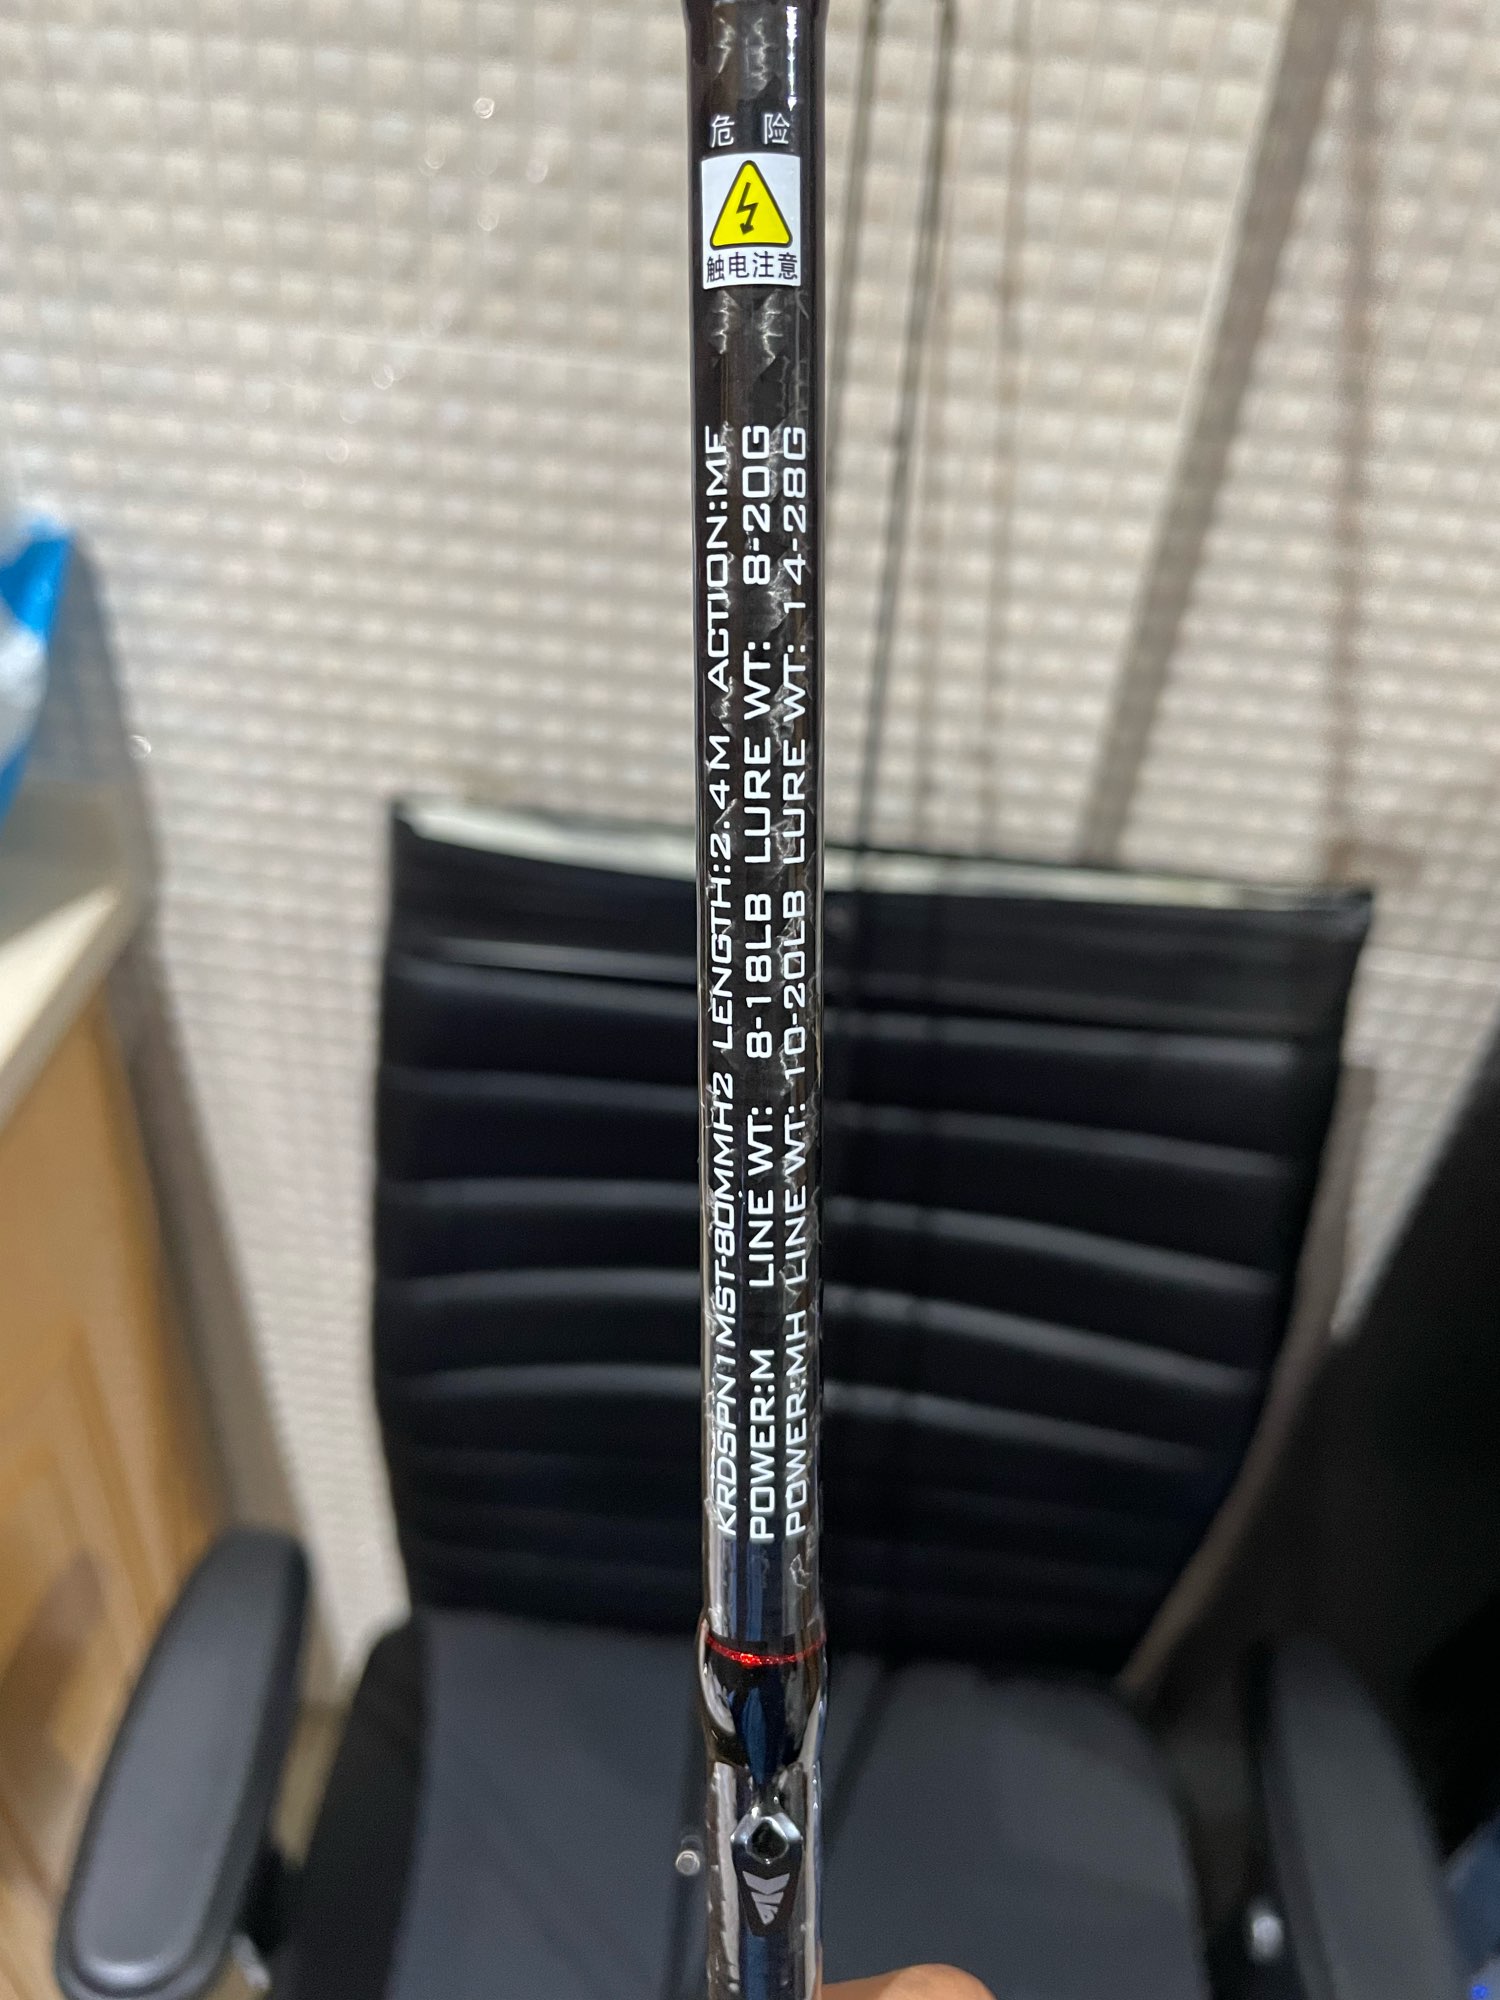 危 险
触电注意
KRDSPN1MST-80MMH2 LENGTH:2.4M ACTION:MF
POWER:M LINE WT: 8-18LB LURE WT: 8-20G
POWER:MH LINE WT: 10-20LB LURE WT: 14-28G